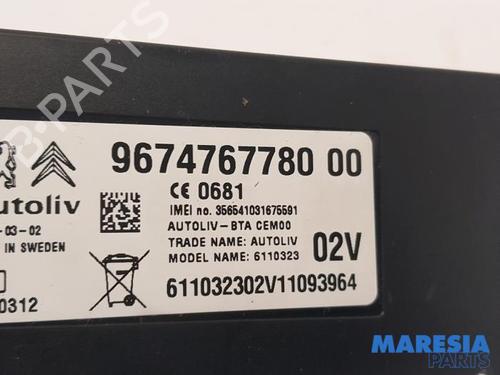 9674767780 00
CE 0681
IMEI no. 356541031675591
AUTOLIV-BTA CEM00
TRADE NAME: AUTOLIV
MODEL NAME: 6110323
02V
utoliv
-03-02
IN SWEDEN
0312
611032302V11093964
B-PARTS
MARESIA
PARTS